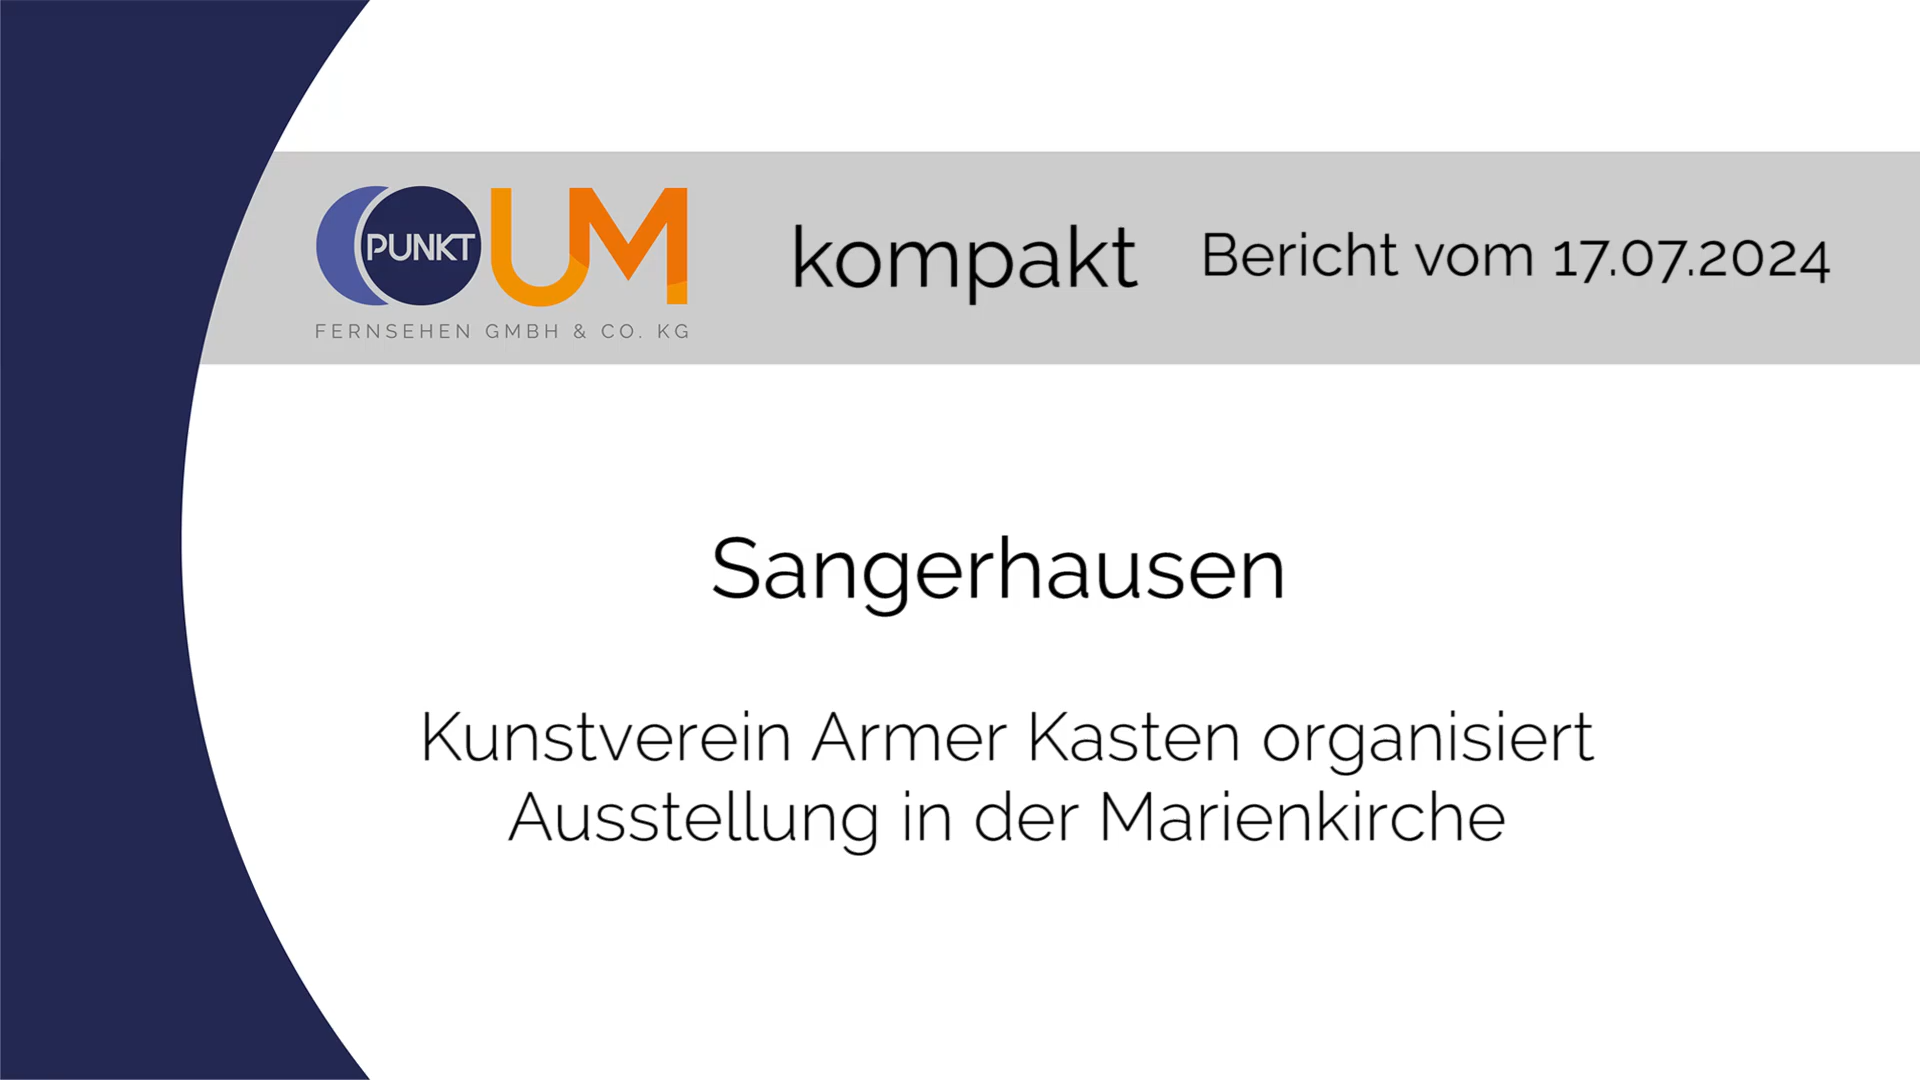 PUNKT UM
FERNSEHEN GMBH & CO. KG
kompakt
Bericht vom 17.07.2024
Sangerhausen
Kunstverein Armer Kasten organisiert
Ausstellung in der Marienkirche